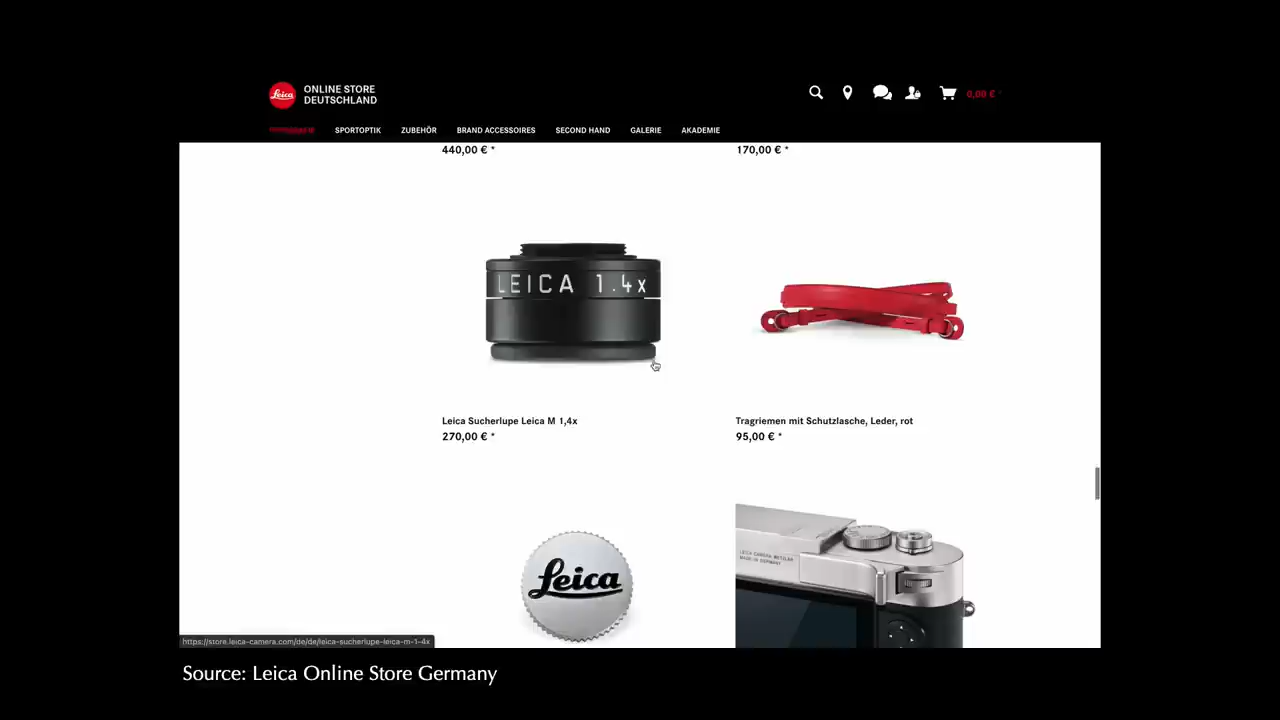 Leica
ONLINE STORE
DEUTSCHLAND
0,00 € *
SPORTOPTIK
ZUBEHÖR
BRAND ACCESSOIRES
SECOND HAND
GALERIE
AKADEMIE
440,00 € *
170,00 € *
LEICA 1.4x
Leica Sucherlupe Leica M 1,4x
270,00 € *
Tragriemen mit Schutzlasche, Leder, rot
95,00 € *
Leica
LEICA CAMERA WETZLAR
MADE IN GERMANY
https://store.leica-camera.com/de/de/leica-sucherlupe-leica-m-1-4x
Source: Leica Online Store Germany